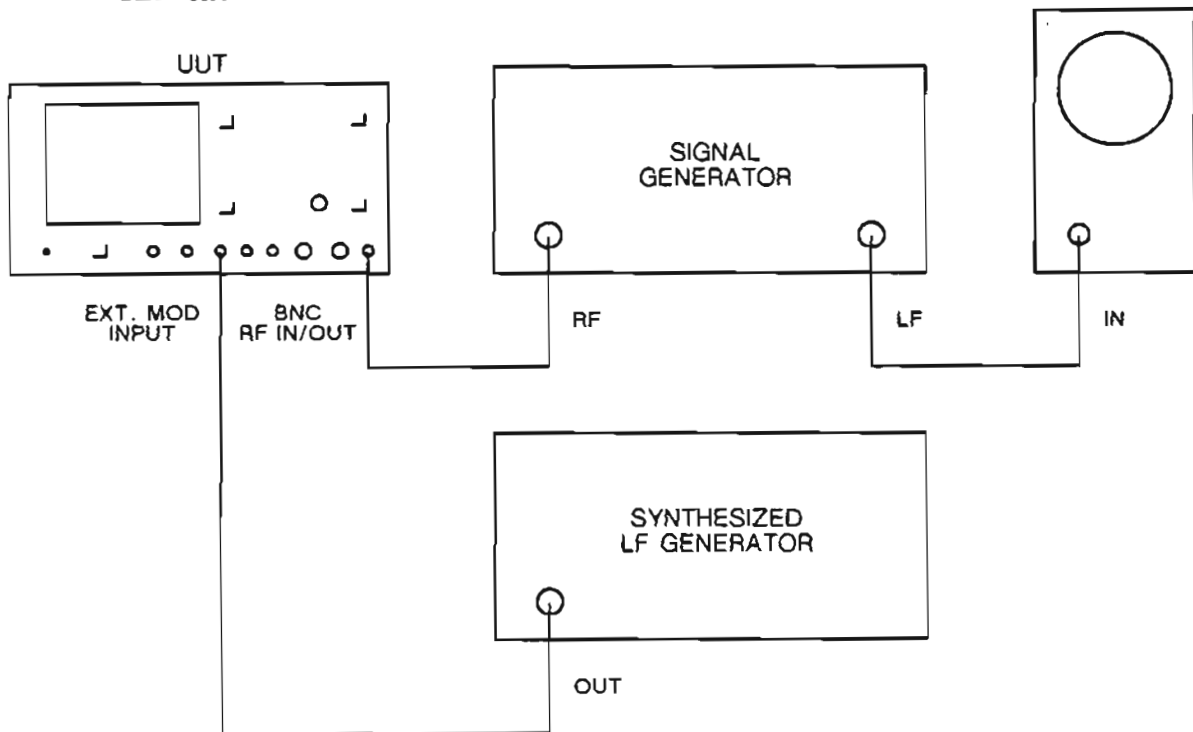 UUT
SIGNAL
GENERATOR
EXT. MOD
INPUT
BNC
RF IN/OUT
RF
LF
IN
SYNTHESIZED
LF GENERATOR
OUT